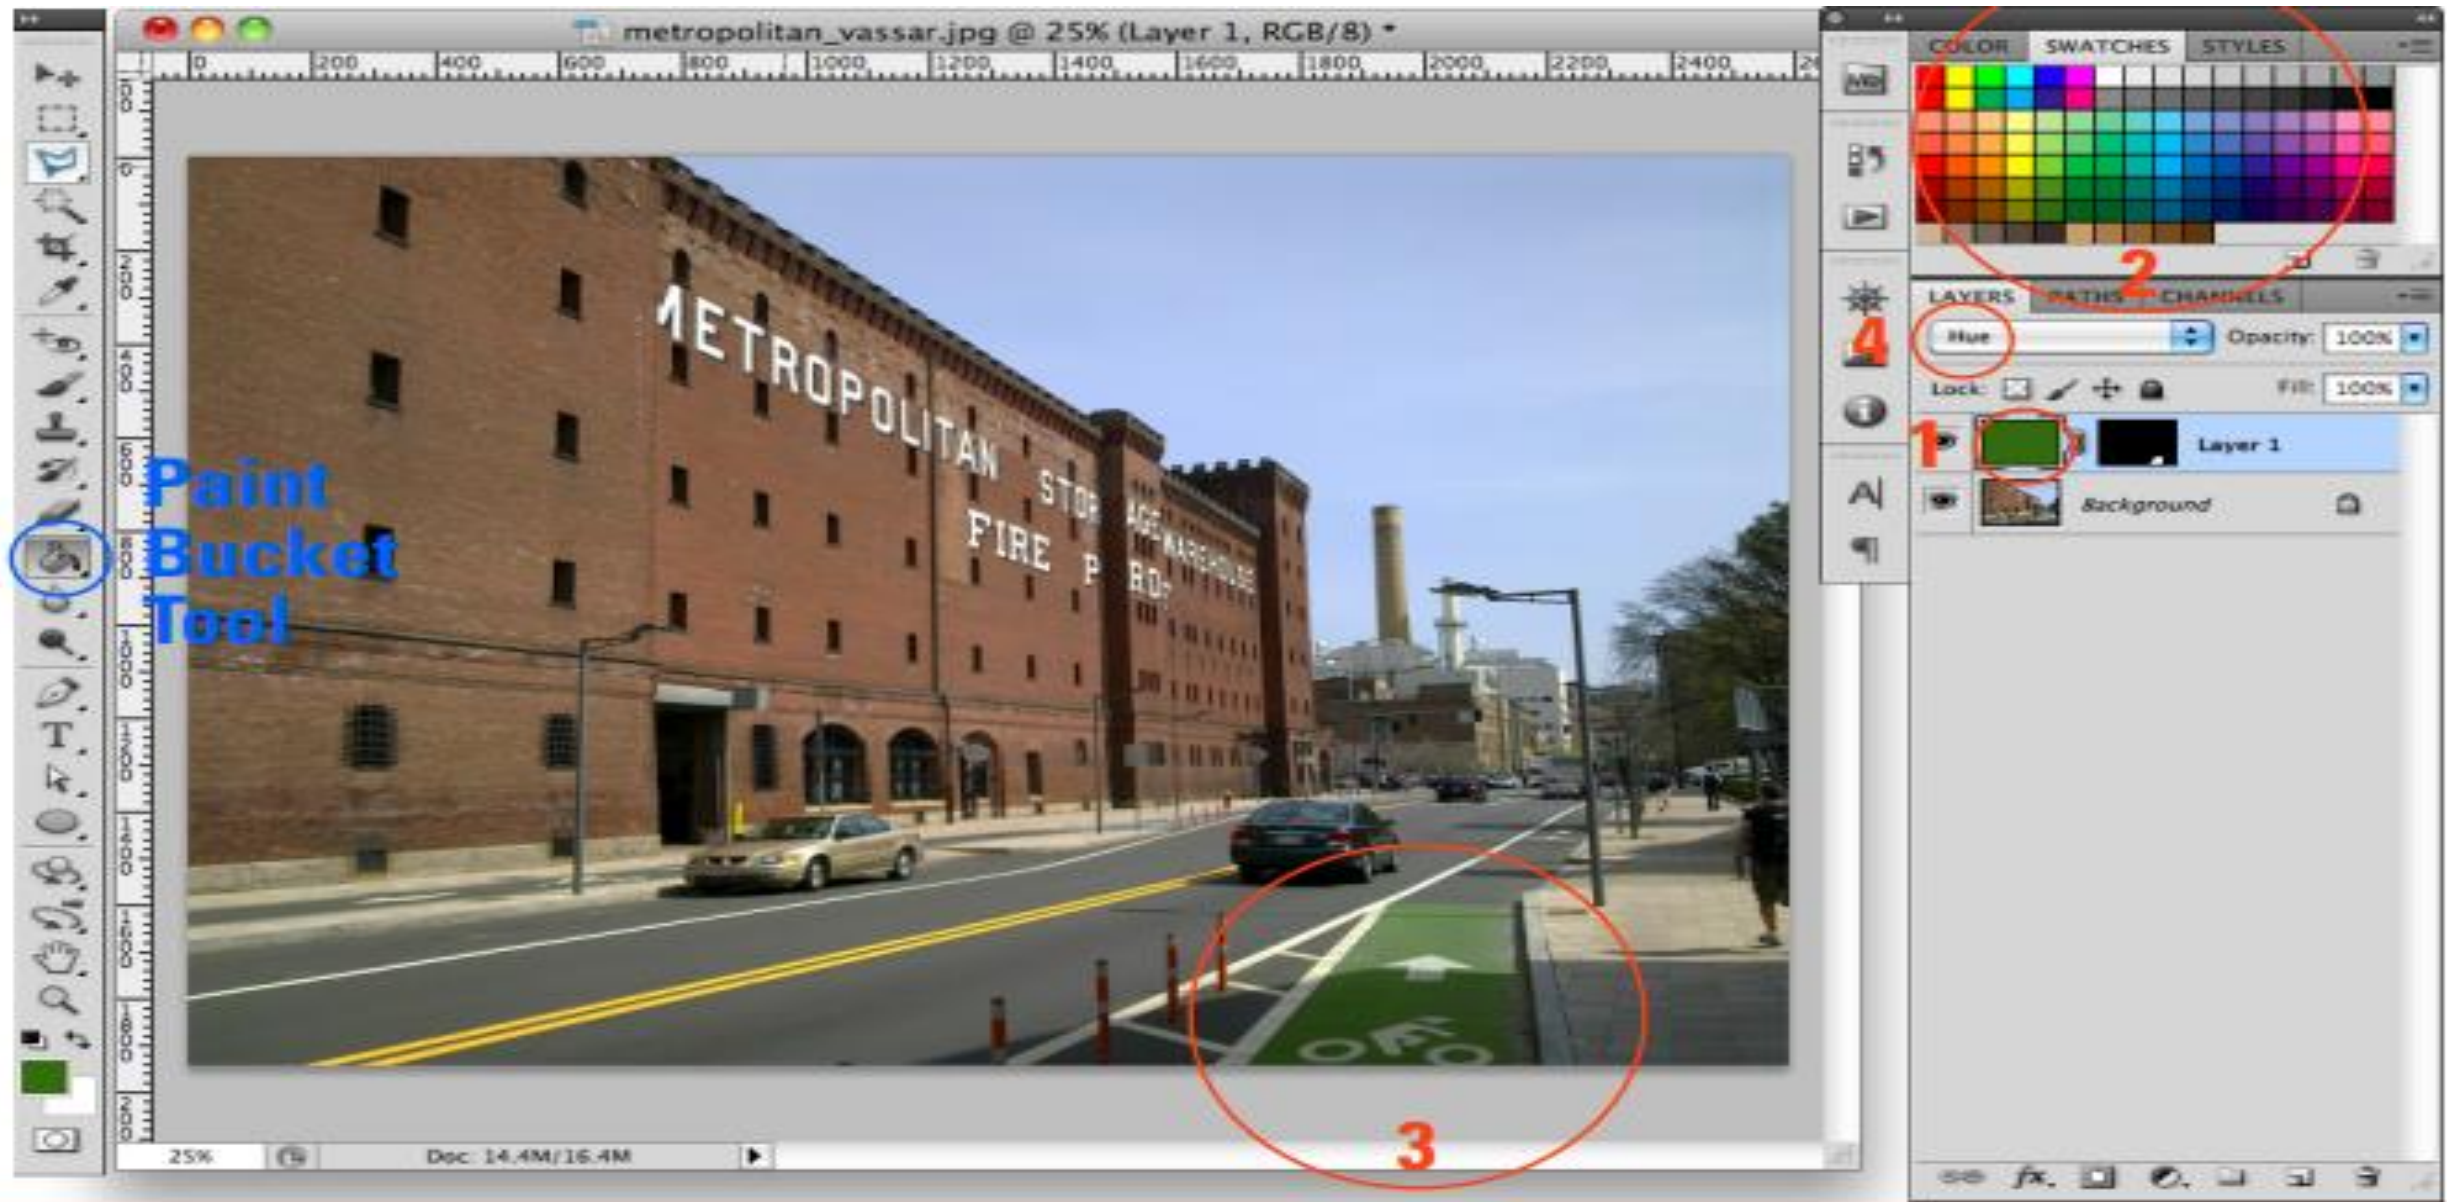 metropolitan_vassar.jpg @ 25% (Layer 1, RGB/8) *
0 200 400 600 800 1000 1200 1400 1600 1800 2000 2200 2400
COLOR SWATCHES STYLES
2
LAYERS PATHS CHANNELS
Hue
Opacity: 100%
4
Lock: Fill: 100%
1
Layer 1
Background
METROPOLITAN STORAGE WAREHOUSE
FIRE
Paint
Bucket
Tool
T
A
fx
3
25% Doc: 14.4M/16.4M